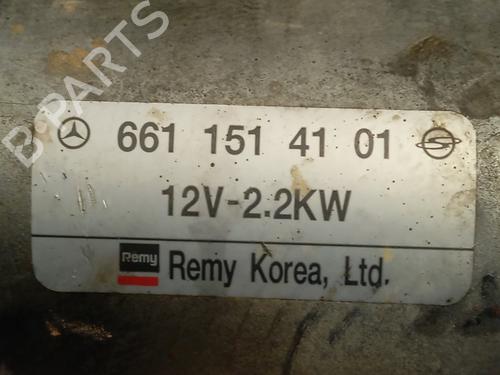 B-PARTS
661 151 41 01
12V-2.2KW
Remy Remy Korea, Ltd.